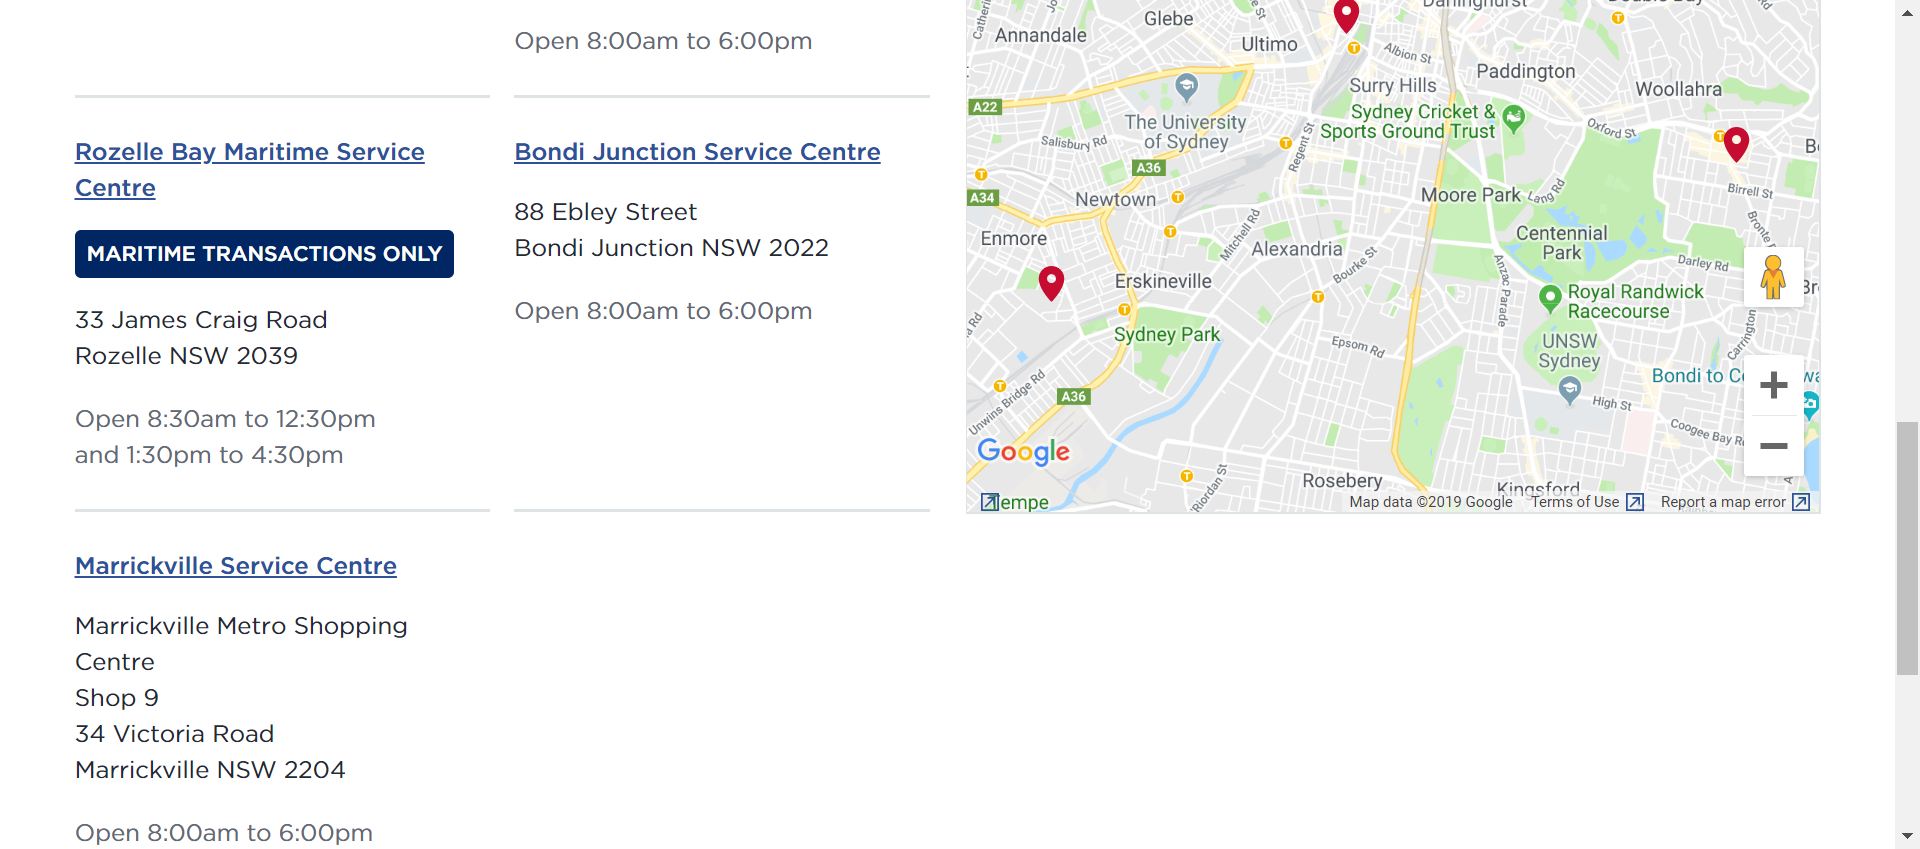 Open 8:00am to 6:00pm
Rozelle Bay Maritime Service
Centre
MARITIME TRANSACTIONS ONLY
33 James Craig Road
Rozelle NSW 2039
Open 8:30am to 12:30pm
and 1:30pm to 4:30pm
Bondi Junction Service Centre
88 Ebley Street
Bondi Junction NSW 2022
Open 8:00am to 6:00pm
Marrickville Service Centre
Marrickville Metro Shopping
Centre
Shop 9
34 Victoria Road
Marrickville NSW 2204
Open 8:00am to 6:00pm
Glebe
Annandale
Ultimo
Albion St
Paddington
Surry Hills
Woollahra
A22
Sydney Cricket &
Sports Ground Trust
The University
of Sydney
Oxford St
Salisbury Rd
Regent St
A36
A34
Newtown
Moore Park
Lang Rd
Birrell St
Enmore
Mitchell Rd
Alexandria
Centennial
Park
Bourke St
Darley Rd
Erskineville
Anzac Parade
Royal Randwick
Racecourse
Sydney Park
Epsom Rd
UNSW
Sydney
Carrington
Unwins Bridge Rd
A36
High St
Coogee Bay
Google
Riordan St
Rosebery
Kingsford
Map data ©2019 Google
Terms of Use
Report a map error